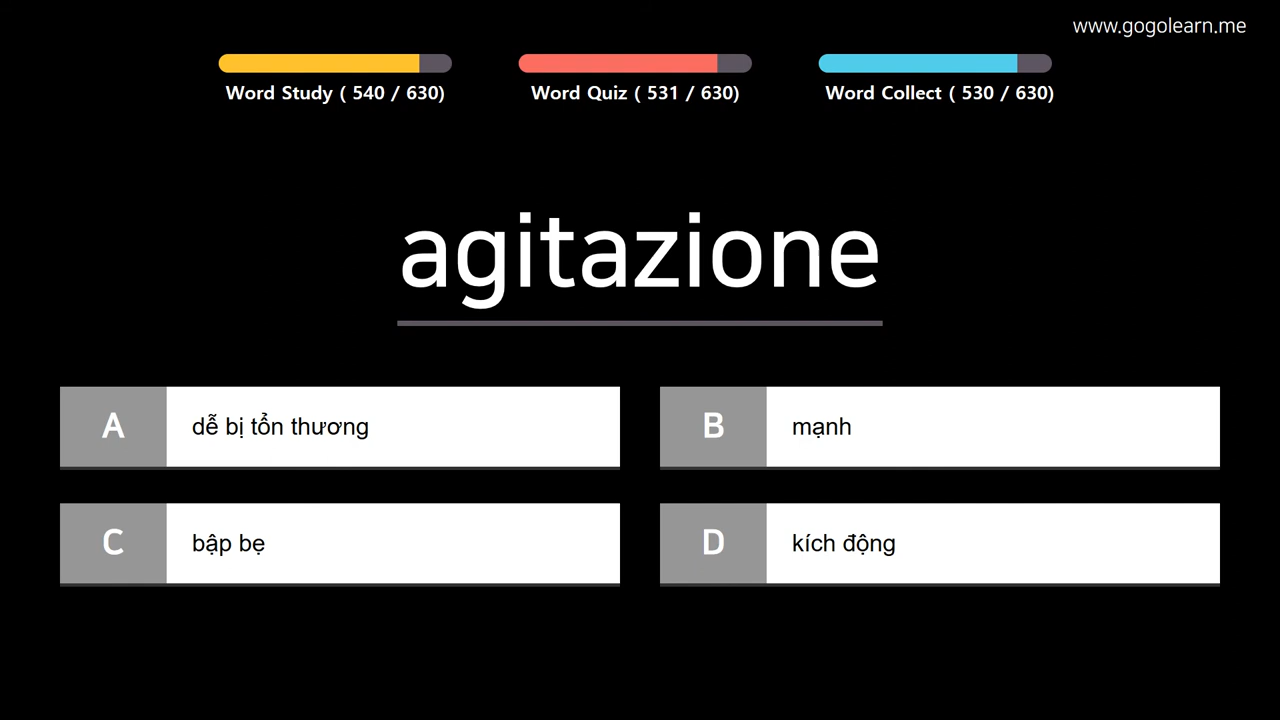 www.gogolearn.me
Word Study ( 540 / 630)
Word Quiz ( 531 / 630)
Word Collect ( 530 / 630)
agitazione
A dễ bị tổn thương
B mạnh
C bập bẹ
D kích động